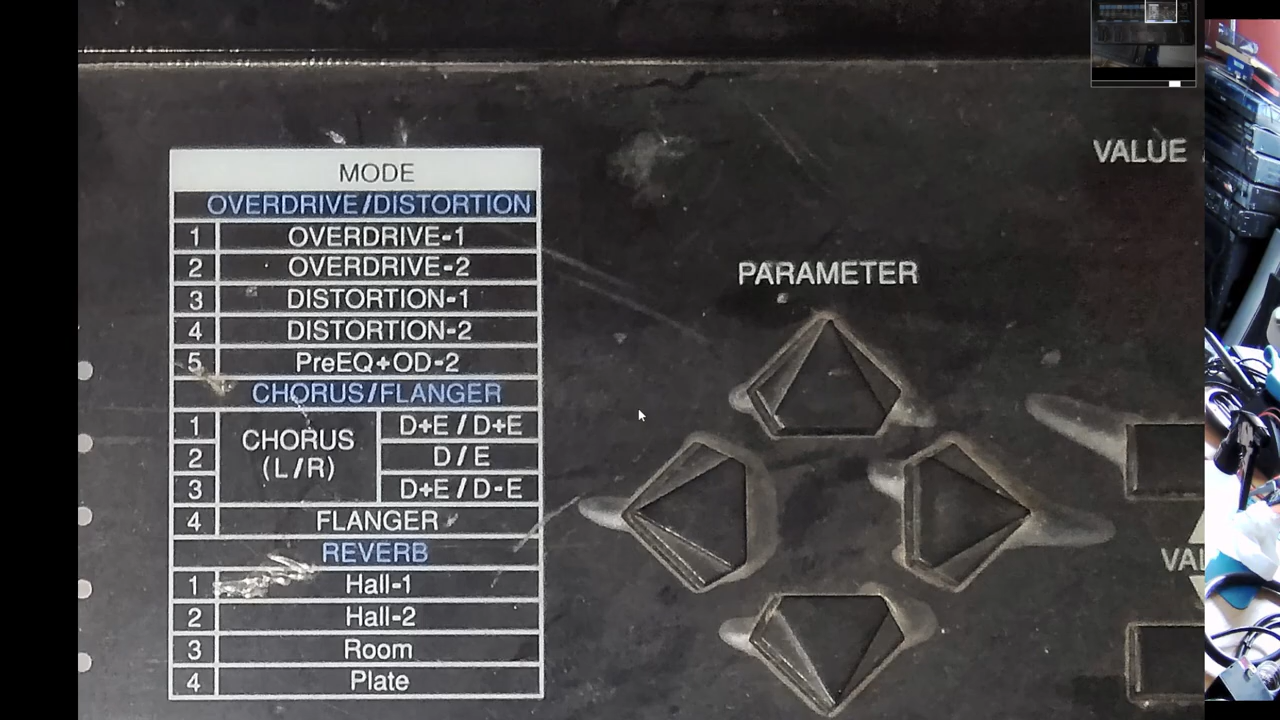 MODE
OVERDRIVE/DISTORTION
1 OVERDRIVE-1
2 OVERDRIVE-2
3 DISTORTION-1
4 DISTORTION-2
5 PreEQ+OD-2
CHORUS/FLANGER
CHORUS (L/R)
1 D+E / D+E
2 D / E
3 D+E / D-E
4 FLANGER
REVERB
1 Hall-1
2 Hall-2
3 Room
4 Plate
PARAMETER
VALUE